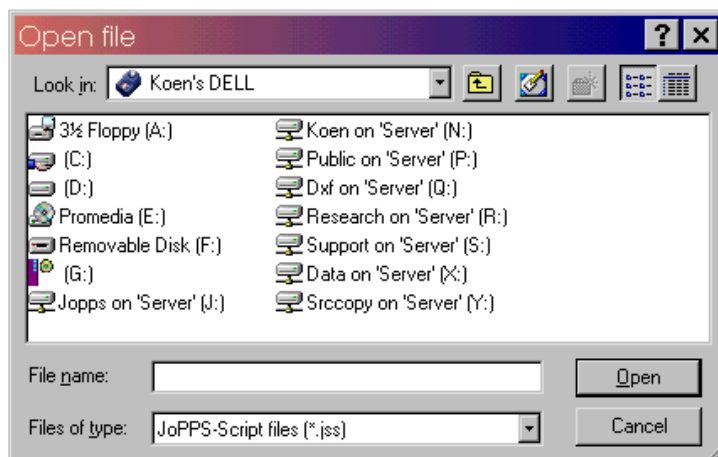 Open file
Look in: Koen's DELL
3½ Floppy (A:)
(C:)
(D:)
Promedia (E:)
Removable Disk (F:)
(G:)
Jopps on 'Server' (J:)
Koen on 'Server' (N:)
Public on 'Server' (P:)
Dxf on 'Server' (Q:)
Research on 'Server' (R:)
Support on 'Server' (S:)
Data on 'Server' (X:)
Srccopy on 'Server' (Y:)
File name:
Open
Files of type: JoPPS-Script files (*.jss)
Cancel